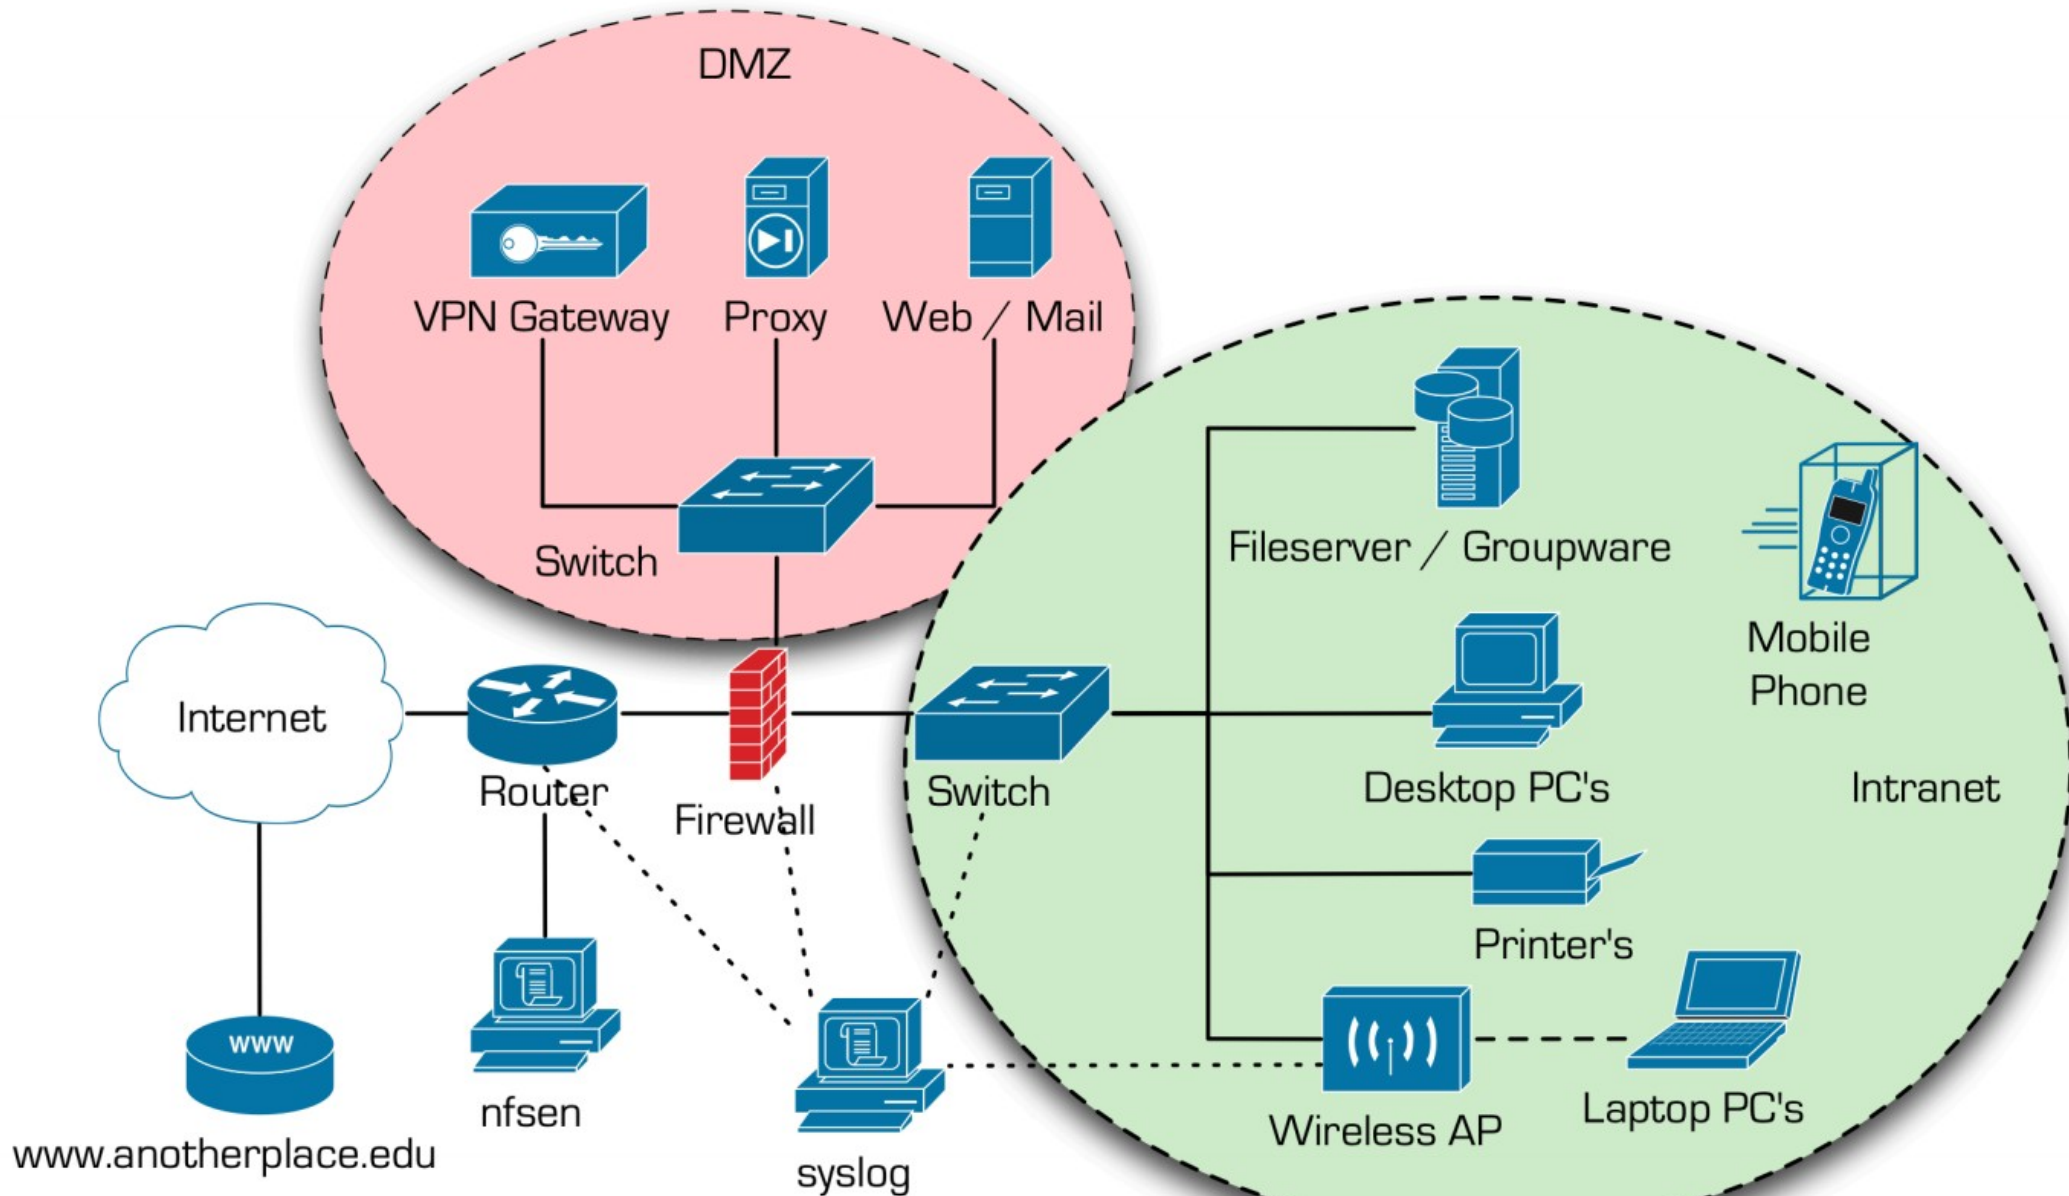 DMZ
VPN Gateway
Proxy
Web / Mail
Switch
Fileserver / Groupware
Mobile
Phone
Internet
Router
Firewall
Switch
Desktop PC's
Intranet
Printer's
www
www.anotherplace.edu
nfsen
syslog
Wireless AP
Laptop PC's